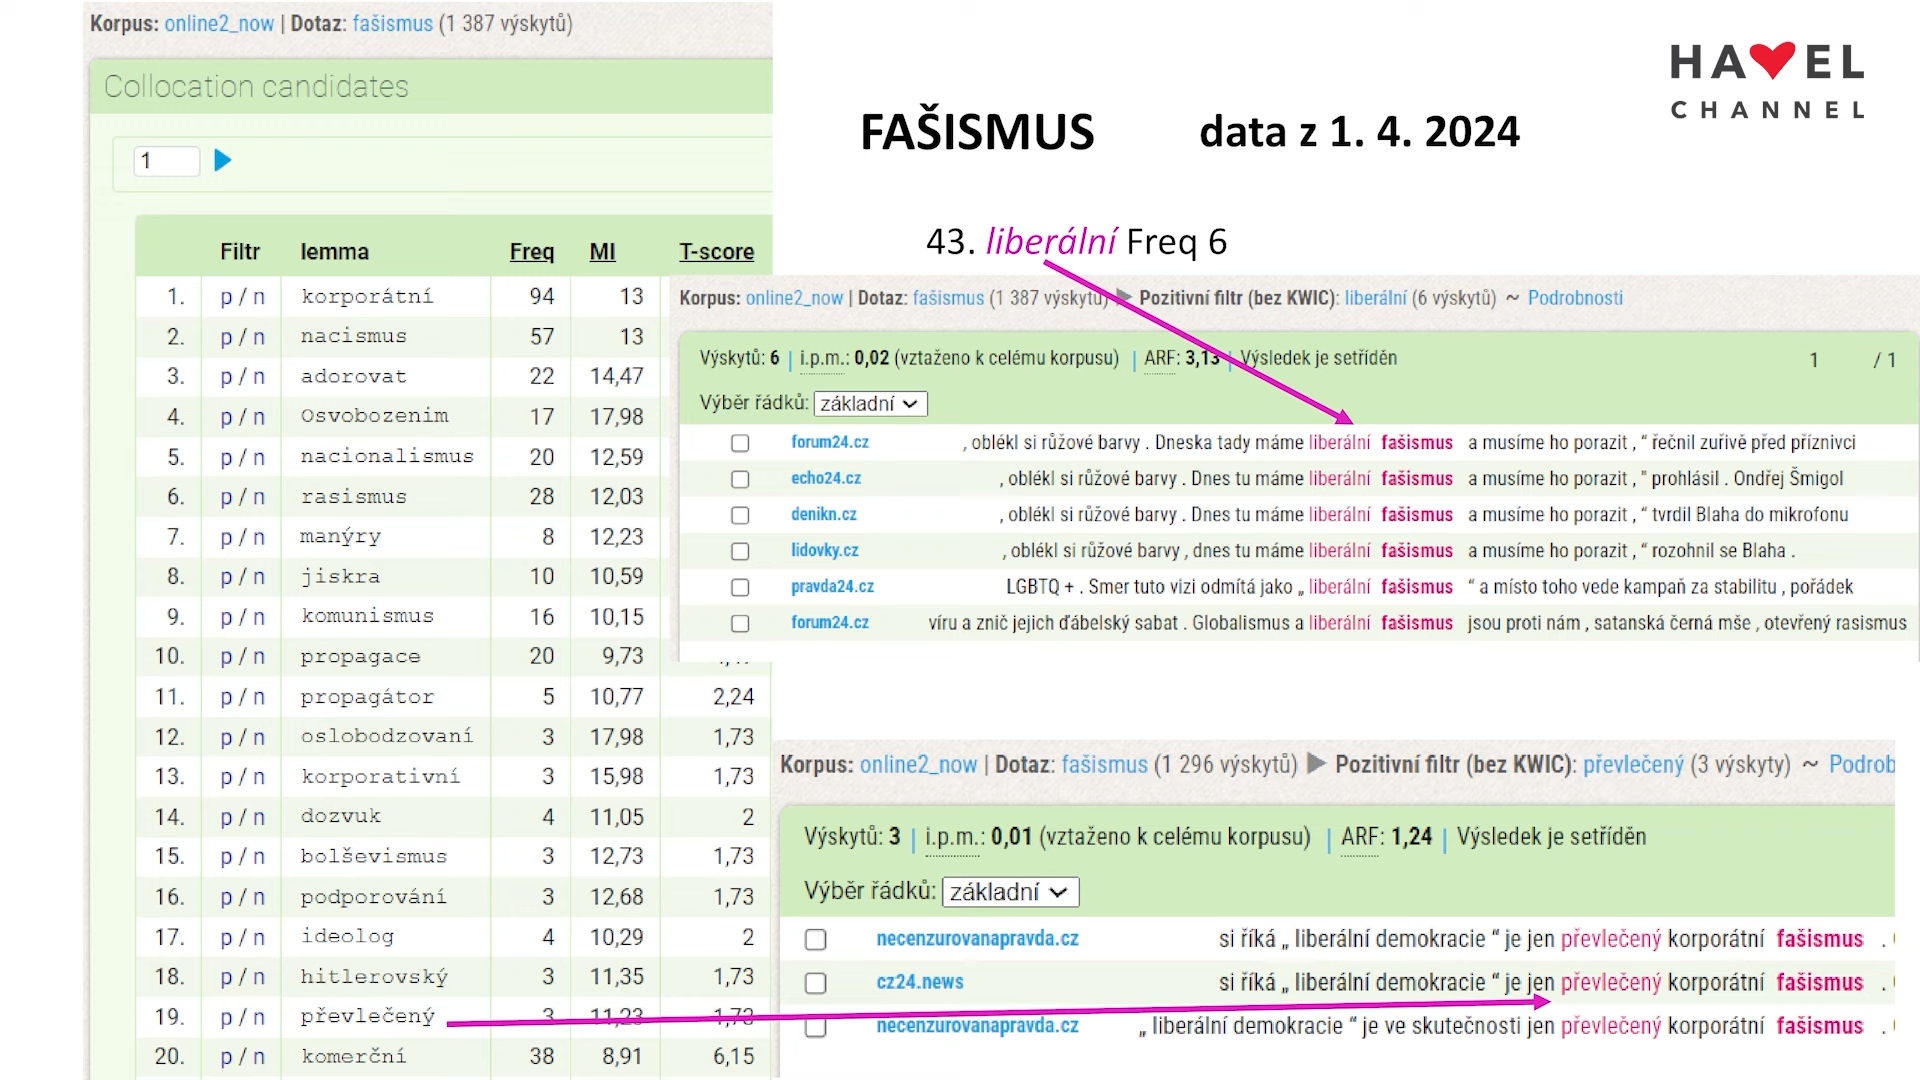 Korpus: online2_now | Dotaz: fašismus (1 387 výskytů)
Collocation candidates
1
Filtr lemma Freq MI T-score
1. p / n korporátní 94 13
2. p / n nacismus 57 13
3. p / n adorovat 22 14,47
4. p / n Osvobozenim 17 17,98
5. p / n nacionalismus 20 12,59
6. p / n rasismus 28 12,03
7. p / n manýry 8 12,23
8. p / n jiskra 10 10,59
9. p / n komunismus 16 10,15
10. p / n propagace 20 9,73
11. p / n propagátor 5 10,77 2,24
12. p / n oslobodzovaní 3 17,98 1,73
13. p / n korporativní 3 15,98 1,73
14. p / n dozvuk 4 11,05 2
15. p / n bolševismus 3 12,73 1,73
16. p / n podporování 3 12,68 1,73
17. p / n ideolog 4 10,29 2
18. p / n hitlerovský 3 11,35 1,73
19. p / n převlečený 3 11,23 1,73
20. p / n komerční 38 8,91 6,15
HAVEL
CHANNEL
FAŠISMUS data z 1. 4. 2024
43. liberální Freq 6
Korpus: online2_now | Dotaz: fašismus (1 387 výskytů) Pozitivní filtr (bez KWIC): liberální (6 výskytů) ~ Podrobnosti
Výskytů: 6 | i.p.m.: 0,02 (vztaženo k celému korpusu) | ARF: 3,13 | Výsledek je setříděn 1 / 1
Výběr řádků: základní
forum24.cz , oblékl si růžové barvy . Dneska tady máme liberální fašismus a musíme ho porazit , “ řečnil zuřivě před příznivci
echo24.cz , oblékl si růžové barvy . Dnes tu máme liberální fašismus a musíme ho porazit , " prohlásil . Ondřej Šmigol
denikn.cz , oblékl si růžové barvy . Dnes tu máme liberální fašismus a musíme ho porazit , “ tvrdil Blaha do mikrofonu
lidovky.cz , oblékl si růžové barvy , dnes tu máme liberální fašismus a musíme ho porazit , “ rozohnil se Blaha .
pravda24.cz LGBTQ + . Smer tuto vizi odmítá jako „ liberální fašismus “ a místo toho vede kampaň za stabilitu , pořádek
forum24.cz víru a znič jejich ďábelský sabat . Globalismus a liberální fašismus jsou proti nám , satanská černá mše , otevřený rasismus
Korpus: online2_now | Dotaz: fašismus (1 296 výskytů) Pozitivní filtr (bez KWIC): převlečený (3 výskyty) ~ Podrob
Výskytů: 3 | i.p.m.: 0,01 (vztaženo k celému korpusu) | ARF: 1,24 | Výsledek je setříděn
Výběr řádků: základní
necenzurovanapravda.cz si říká „ liberální demokracie “ je jen převlečený korporátní fašismus .
cz24.news si říká „ liberální demokracie “ je jen převlečený korporátní fašismus .
necenzurovanapravda.cz „ liberální demokracie “ je ve skutečnosti jen převlečený korporátní fašismus .